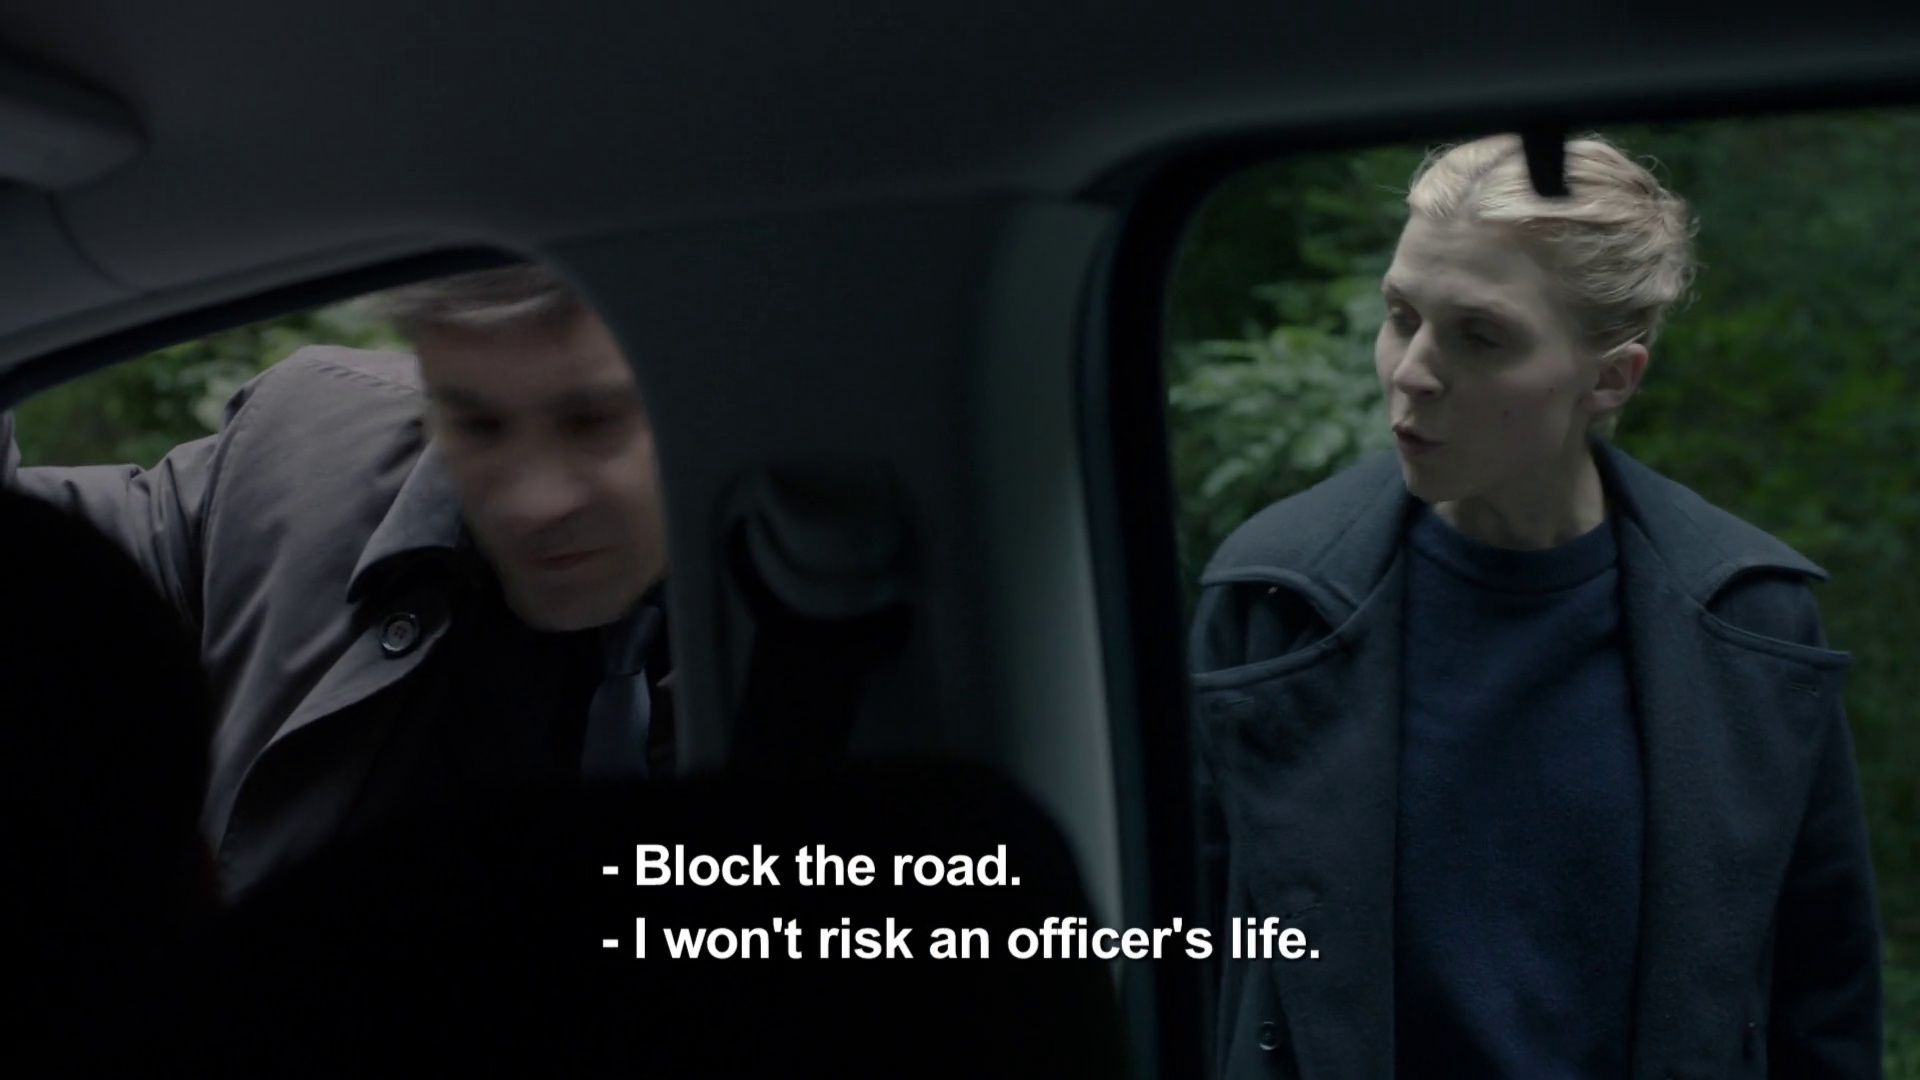 - Block the road.
- I won't risk an officer's life.